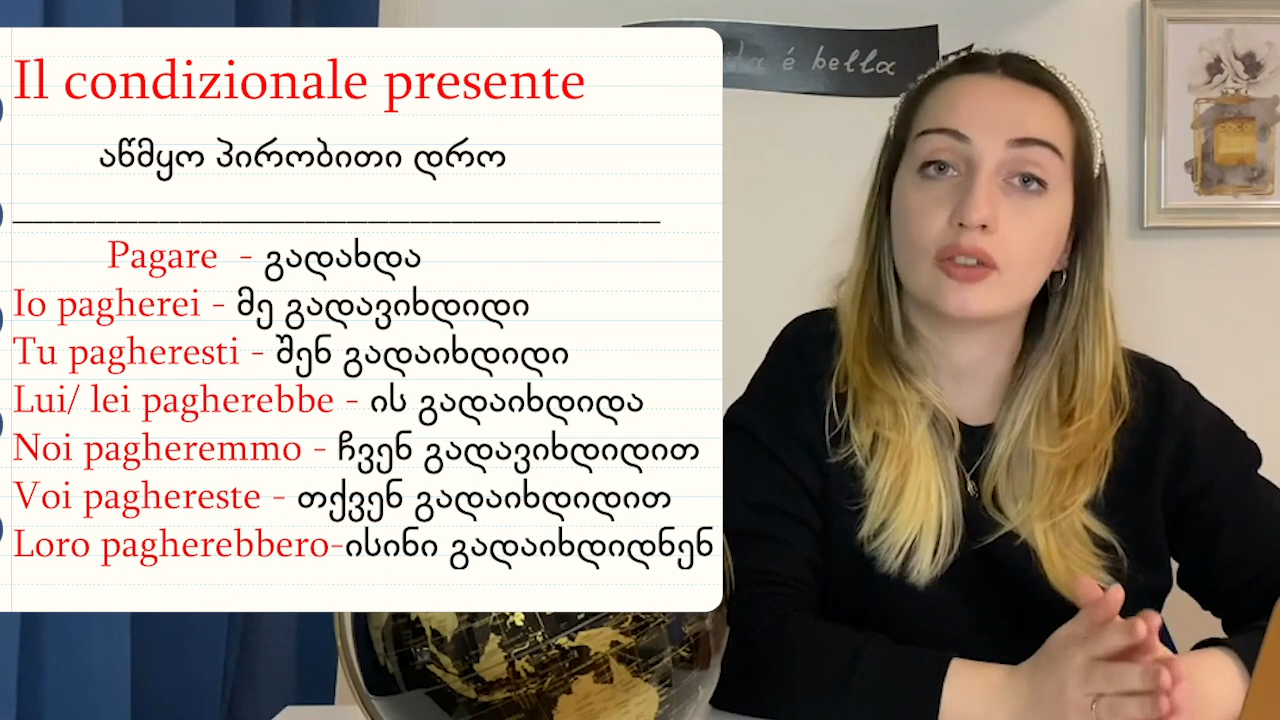 Il condizionale presente
აწმყო პირობითი დრო
Pagare - გადახდა
Io pagherei - მე გადავიხდიდი
Tu pagheresti - შენ გადაიხდიდი
Lui/ lei pagherebbe - ის გადაიხდიდა
Noi pagheremmo - ჩვენ გადავიხდიდით
Voi paghereste - თქვენ გადაიხდიდით
Loro pagherebbero-ისინი გადაიხდიდნენ
é bella
COCO